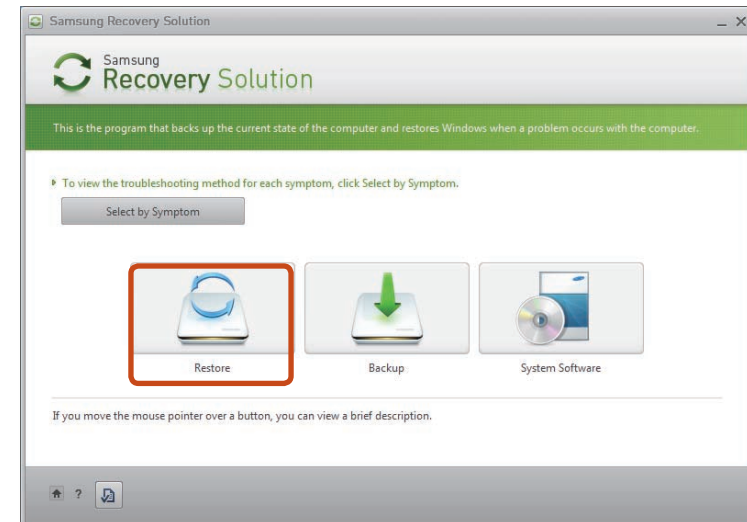 Samsung Recovery Solution
Samsung
Recovery Solution
This is the program that backs up the current state of the computer and restores Windows when a problem occurs with the computer.
To view the troubleshooting method for each symptom, click Select by Symptom.
Select by Symptom
Restore Backup System Software
If you move the mouse pointer over a button, you can view a brief description.
?